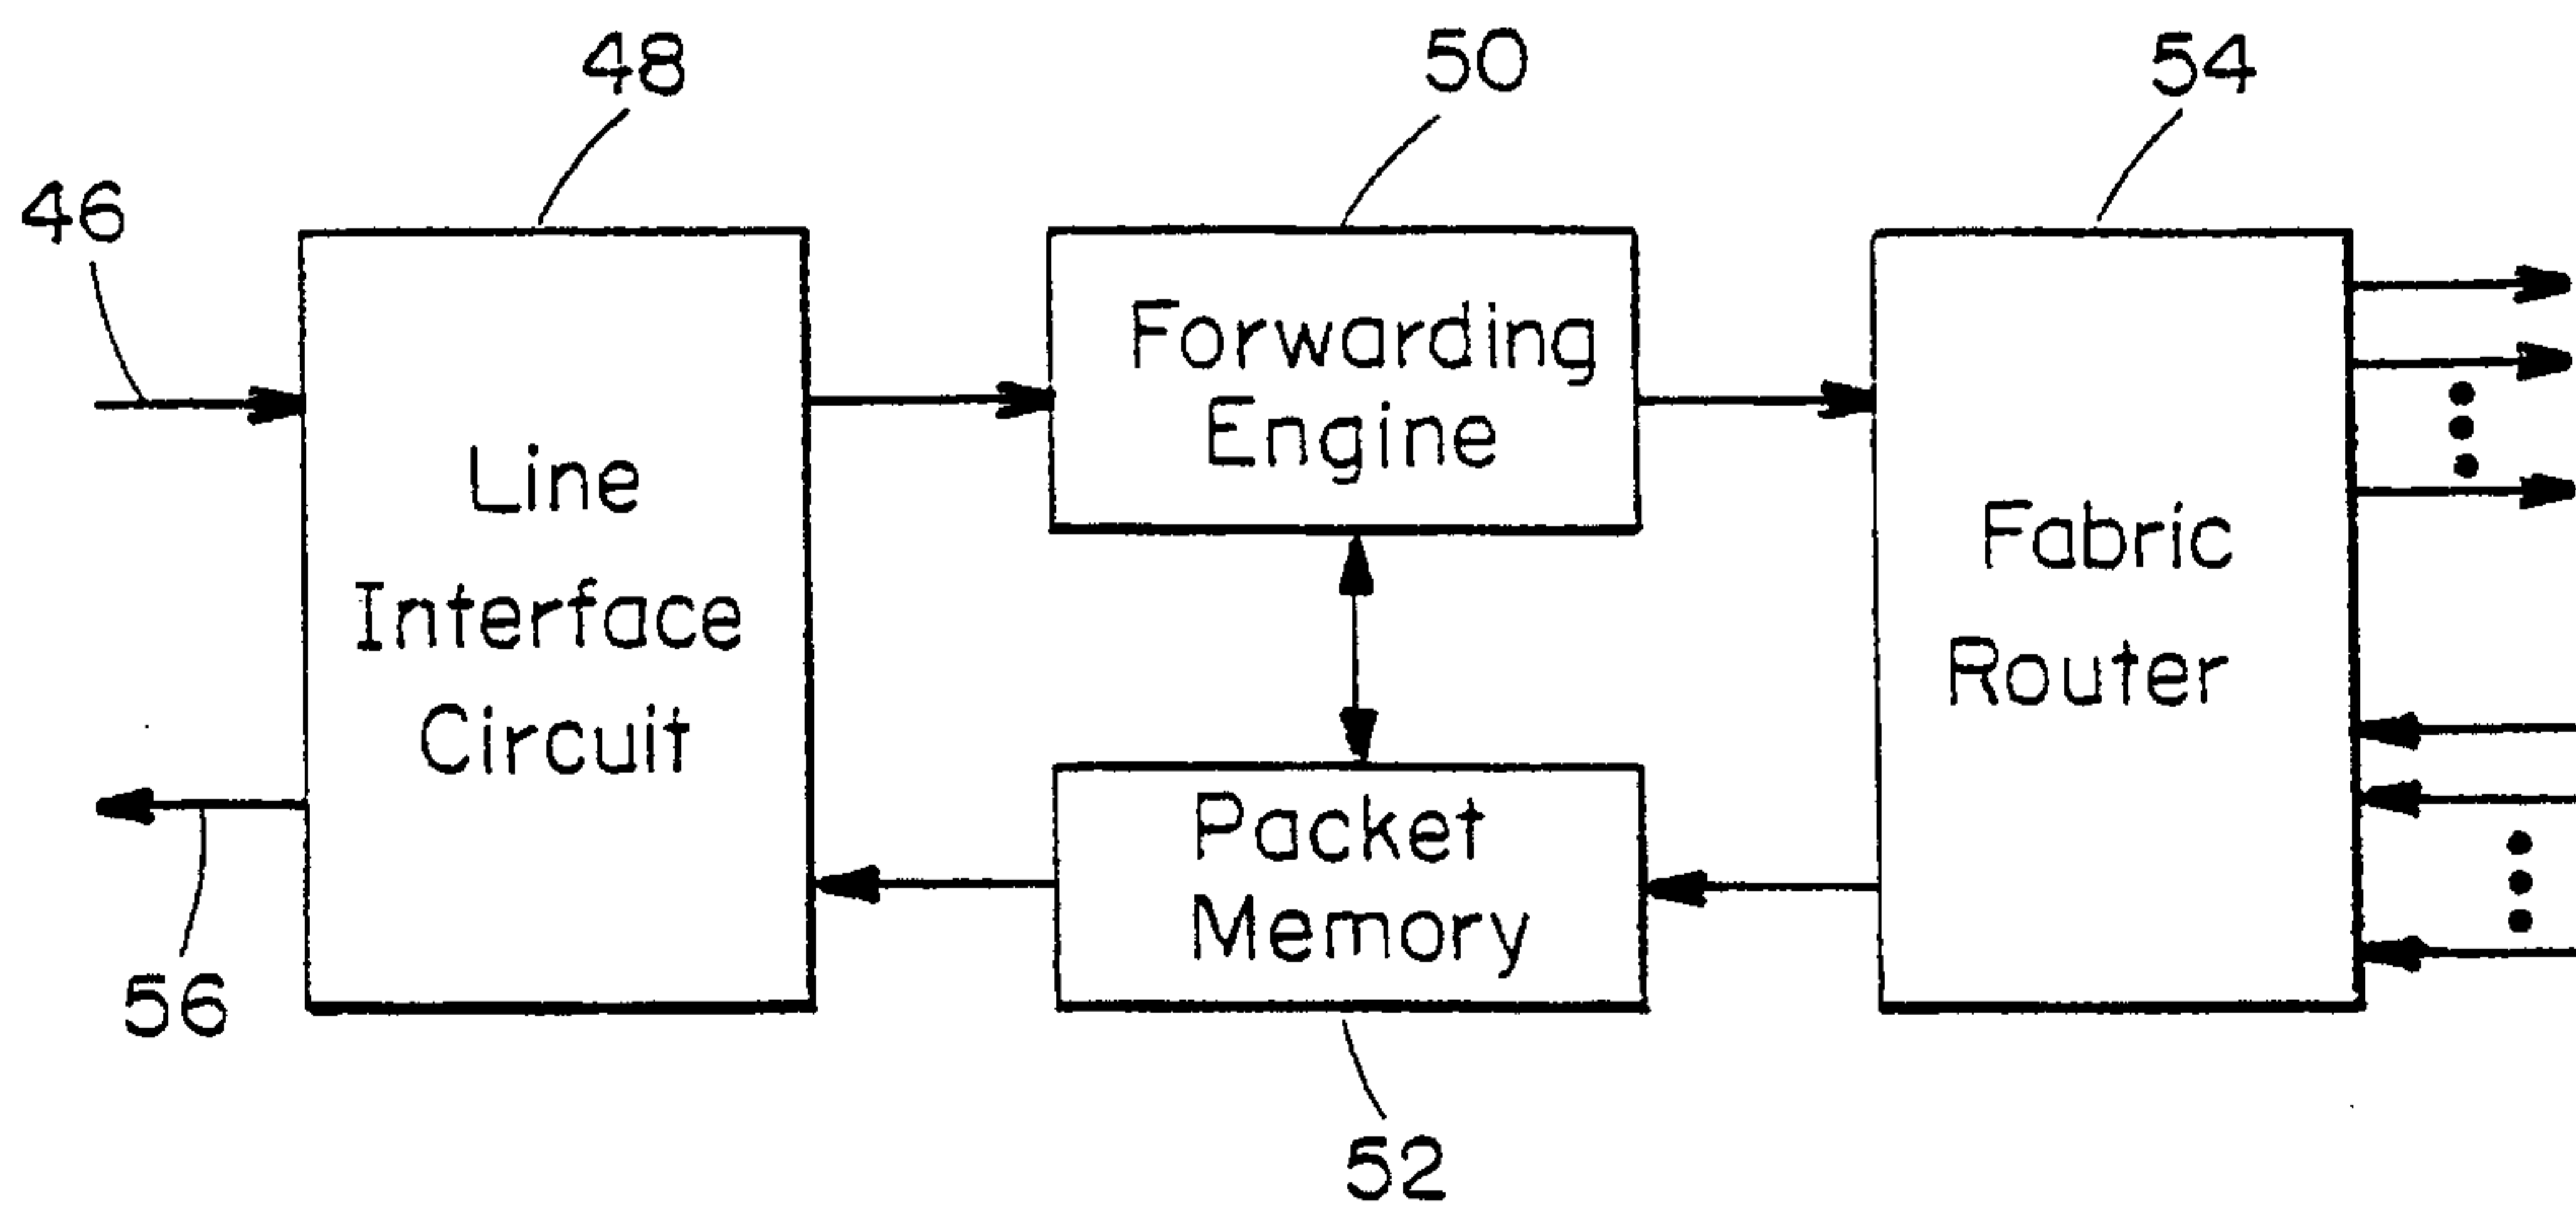 48
50
54
46
Line
Interface
Circuit
Forwarding
Engine
Fabric
Router
Packet
Memory
56
52